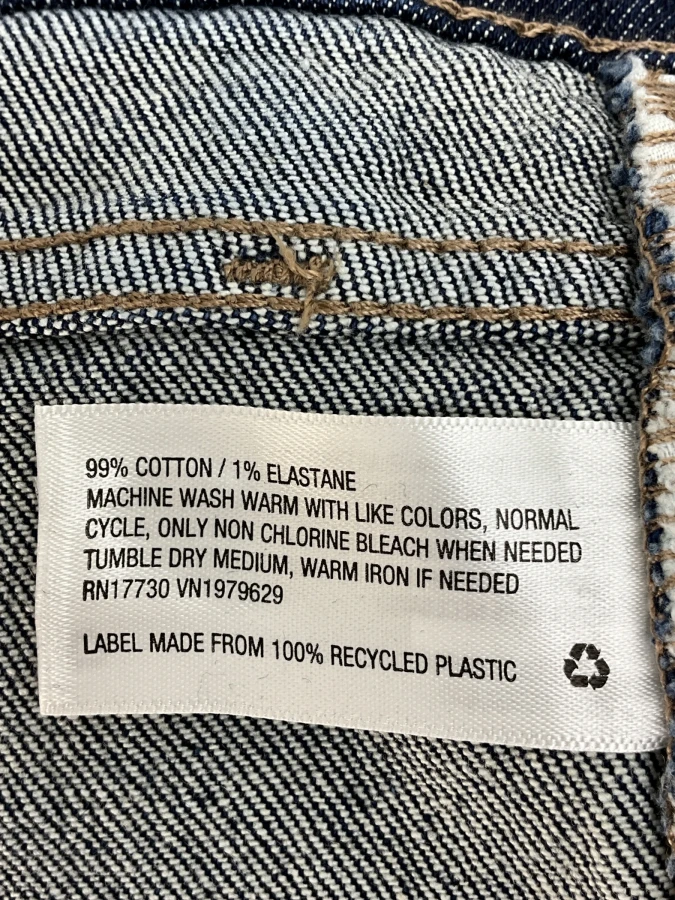 99% COTTON / 1% ELASTANE
MACHINE WASH WARM WITH LIKE COLORS, NORMAL
CYCLE, ONLY NON CHLORINE BLEACH WHEN NEEDED
TUMBLE DRY MEDIUM, WARM IRON IF NEEDED
RN17730 VN1979629
LABEL MADE FROM 100% RECYCLED PLASTIC